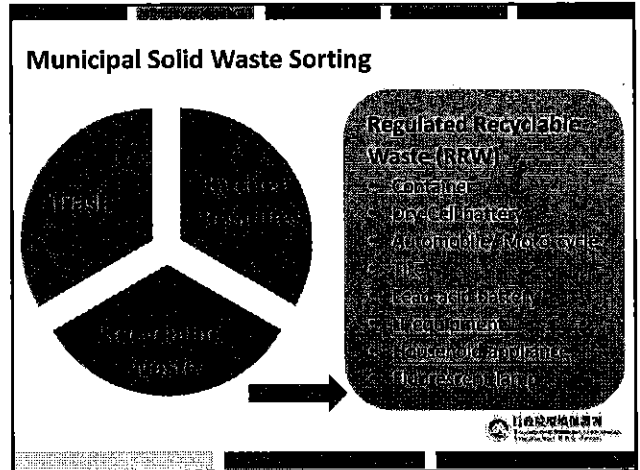 Municipal Solid Waste Sorting
Trash
Kitchen
Recyclable
Waste
Regulated Recyclable
Waste (RRW)
Container
Dry-Cell battery
Automobile/Motorcycle
Lead-acid battery
IT equipment
Household appliance
Fluorescent lamp